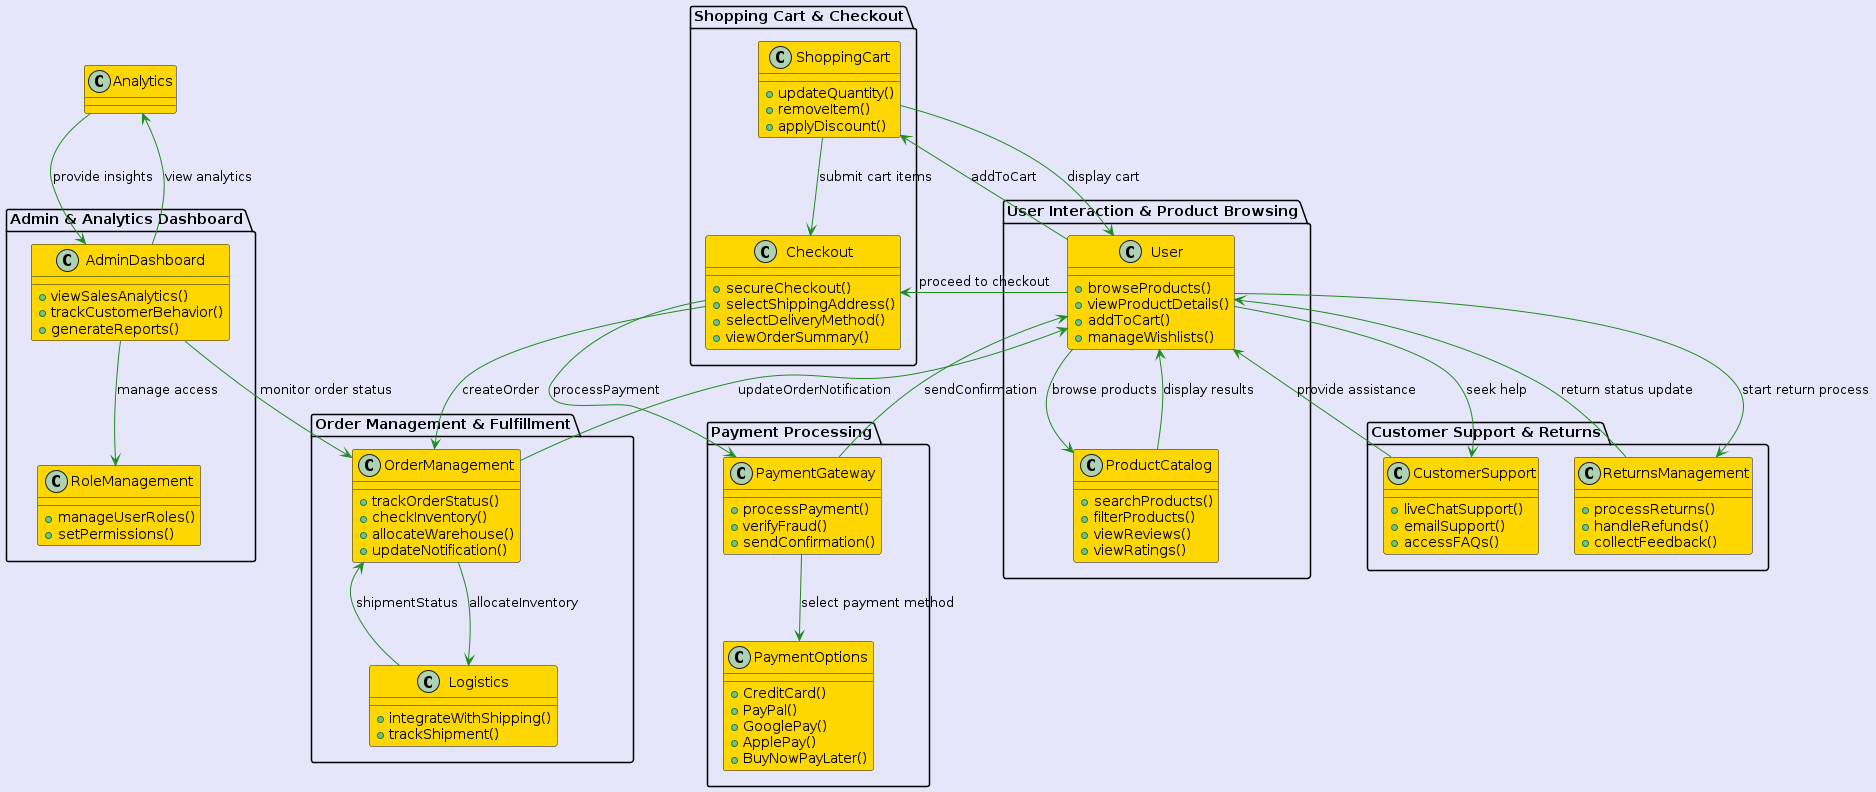 Shopping Cart & Checkout
C ShoppingCart
updateQuantity()
removeItem()
applyDiscount()
C Analytics
provide insights
view analytics
submit cart items
addToCart
display cart
Admin & Analytics Dashboard
C AdminDashboard
viewSalesAnalytics()
trackCustomerBehavior()
generateReports()
C Checkout
secureCheckout()
selectShippingAddress()
selectDeliveryMethod()
viewOrderSummary()
proceed to checkout
User Interaction & Product Browsing
C User
browseProducts()
viewProductDetails()
addToCart()
manageWishlists()
manage access
monitor order status
createOrder
processPayment
updateOrderNotification
sendConfirmation
browse products
display results
provide assistance
seek help
return status update
start return process
C RoleManagement
manageUserRoles()
setPermissions()
Order Management & Fulfillment
C OrderManagement
trackOrderStatus()
checkInventory()
allocateWarehouse()
updateNotification()
shipmentStatus
allocateInventory
C Logistics
integrateWithShipping()
trackShipment()
Payment Processing
C PaymentGateway
processPayment()
verifyFraud()
sendConfirmation()
select payment method
C PaymentOptions
CreditCard()
PayPal()
GooglePay()
ApplePay()
BuyNowPayLater()
C ProductCatalog
searchProducts()
filterProducts()
viewReviews()
viewRatings()
Customer Support & Returns
C CustomerSupport
liveChatSupport()
emailSupport()
accessFAQs()
C ReturnsManagement
processReturns()
handleRefunds()
collectFeedback()